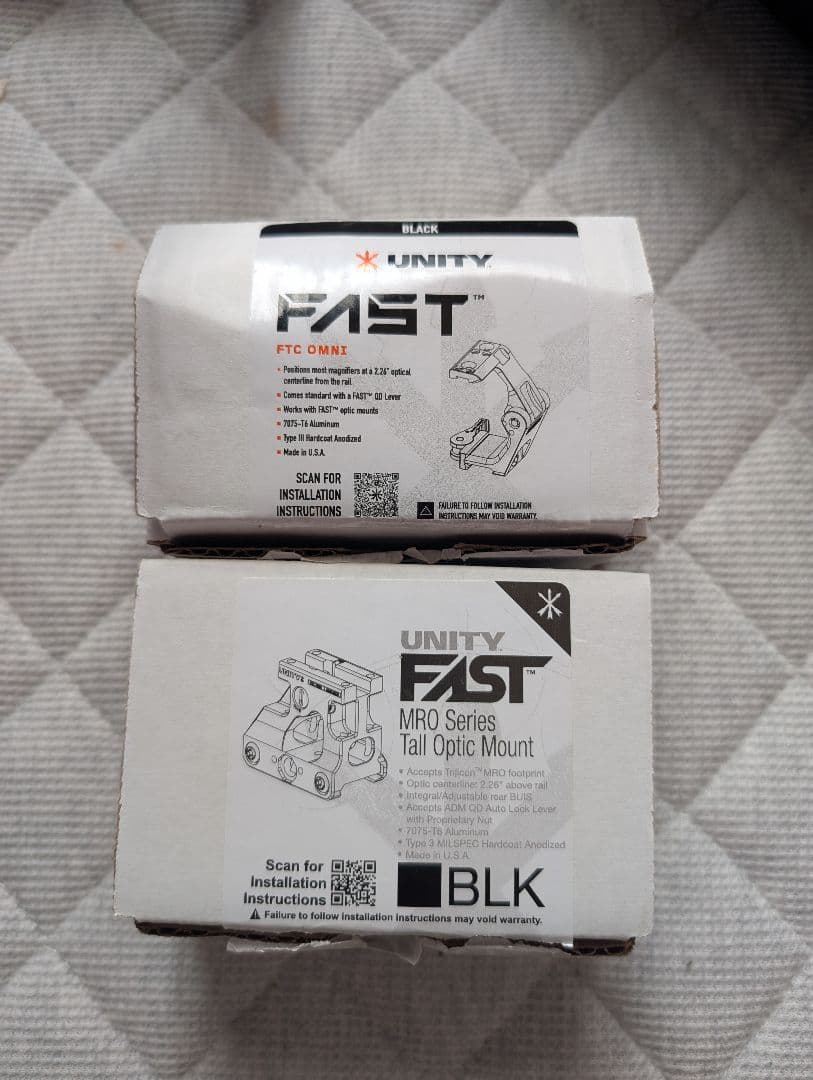 BLACK
UNITY
FAST™
FTC OMNI
Positions most magnifiers at a 2.26" optical
centerline from the rail
Comes standard with a FAST™ QD Lever
Works with FAST™ optic mounts
7075-T6 Aluminum
Type III Hardcoat Anodized
Made in U.S.A.
SCAN FOR
INSTALLATION
INSTRUCTIONS
FAILURE TO FOLLOW INSTALLATION
INSTRUCTIONS MAY VOID WARRANTY.
UNITY
FAST™
MRO Series
Tall Optic Mount
Accepts Trijicon™ MRO footprint
Optic centerline: 2.26" above rail
Integral/Adjustable rear BUIS
Accepts ADM QD Auto Lock Lever
with Proprietary Nut
7075-T6 Aluminum
Type 3 MILSPEC Hardcoat Anodized
Made in U.S.A.
Scan for
Installation
Instructions
BLK
Failure to follow installation instructions may void warranty.